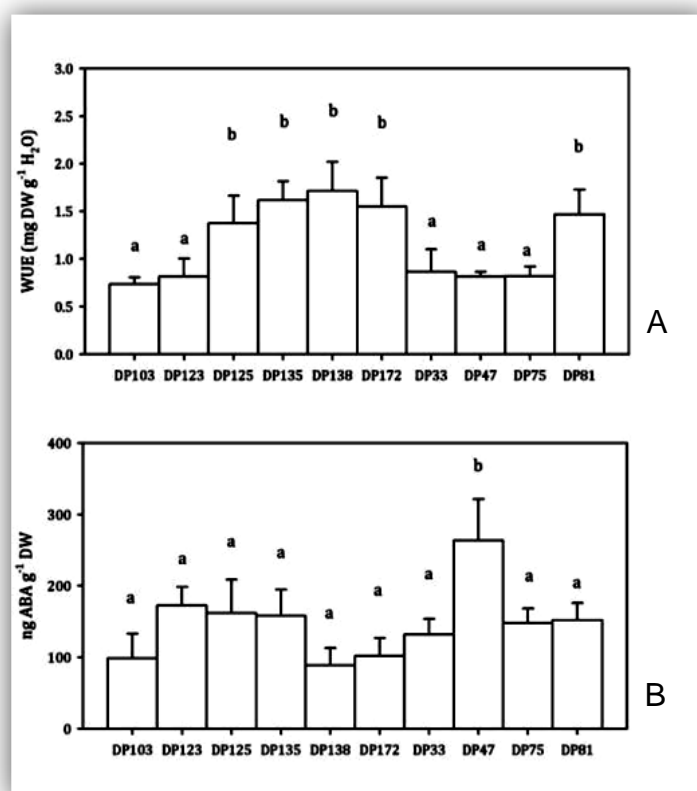 3.0
b
b
b
b
b
2.5
2.0
1.5
a
a
a
a
a
1.0
0.5
0.0
WUE (mg DW g-1 H2O)
DP103 DP123 DP125 DP135 DP138 DP172 DP33 DP47 DP75 DP81
A
400
b
300
a
a
a
a
a
a
a
a
a
200
100
0
ng ABA g-1 DW
DP103 DP123 DP125 DP135 DP138 DP172 DP33 DP47 DP75 DP81
B